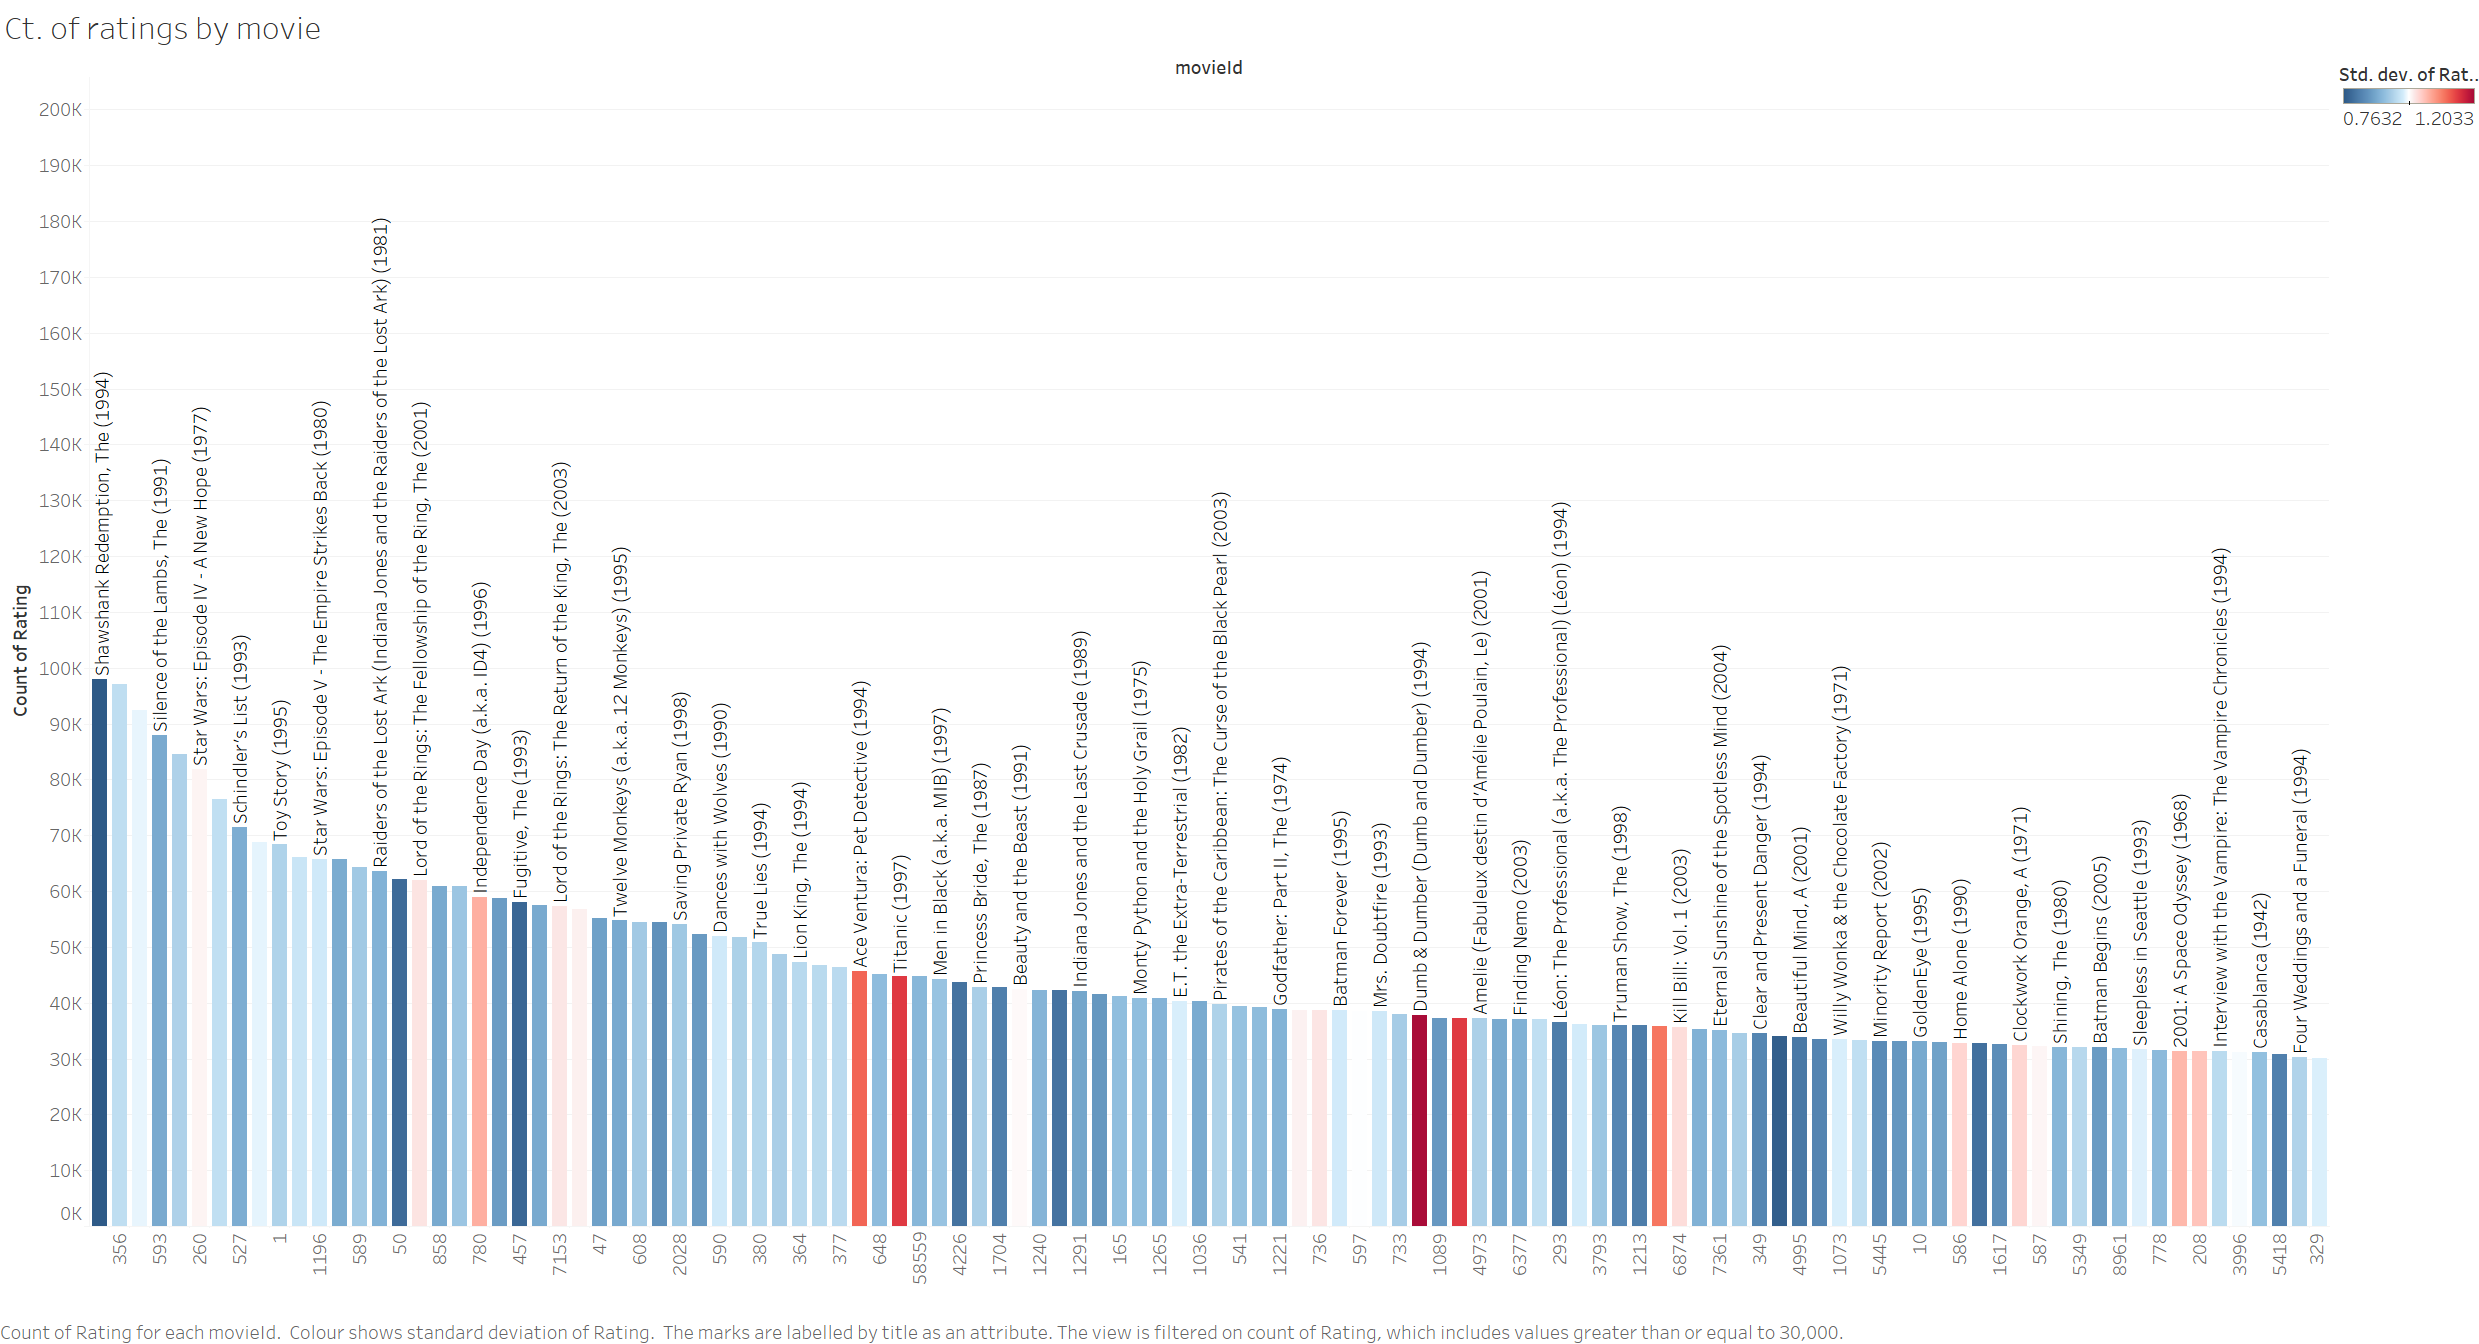 Ct. of ratings by movie
movieId
Std. dev. of Rat..
0.7632 1.2033
Count of Rating
200K
190K
180K
170K
160K
150K
140K
130K
120K
110K
100K
90K
80K
70K
60K
50K
40K
30K
20K
10K
0K
Shawshank Redemption, The (1994)
Silence of the Lambs, The (1991)
Star Wars: Episode IV - A New Hope (1977)
Schindler's List (1993)
Toy Story (1995)
Star Wars: Episode V - The Empire Strikes Back (1980)
Raiders of the Lost Ark (Indiana Jones and the Raiders of the Lost Ark) (1981)
Lord of the Rings: The Fellowship of the Ring, The (2001)
Independence Day (a.k.a. ID4) (1996)
Fugitive, The (1993)
Lord of the Rings: The Return of the King, The (2003)
Twelve Monkeys (a.k.a. 12 Monkeys) (1995)
Saving Private Ryan (1998)
Dances with Wolves (1990)
True Lies (1994)
Lion King, The (1994)
Ace Ventura: Pet Detective (1994)
Titanic (1997)
Men in Black (a.k.a. MIB) (1997)
Princess Bride, The (1987)
Beauty and the Beast (1991)
Indiana Jones and the Last Crusade (1989)
Monty Python and the Holy Grail (1975)
E.T. the Extra-Terrestrial (1982)
Pirates of the Caribbean: The Curse of the Black Pearl (2003)
Godfather: Part II, The (1974)
Batman Forever (1995)
Mrs. Doubtfire (1993)
Dumb & Dumber (Dumb and Dumber) (1994)
Amelie (Fabuleux destin d'Amélie Poulain, Le) (2001)
Finding Nemo (2003)
Léon: The Professional (a.k.a. The Professional) (Léon) (1994)
Truman Show, The (1998)
Kill Bill: Vol. 1 (2003)
Eternal Sunshine of the Spotless Mind (2004)
Clear and Present Danger (1994)
Beautiful Mind, A (2001)
Willy Wonka & the Chocolate Factory (1971)
Minority Report (2002)
GoldenEye (1995)
Home Alone (1990)
Clockwork Orange, A (1971)
Shining, The (1980)
Batman Begins (2005)
Sleepless in Seattle (1993)
2001: A Space Odyssey (1968)
Interview with the Vampire: The Vampire Chronicles (1994)
Casablanca (1942)
Four Weddings and a Funeral (1994)
356
593
260
527
1
1196
589
50
858
780
457
7153
47
608
2028
590
380
364
377
648
58559
4226
1704
1240
1291
165
1265
1036
541
1221
736
597
733
1089
4973
6377
293
3793
1213
6874
7361
349
4995
1073
5445
10
586
1617
587
5349
8961
778
208
3996
5418
329
Count of Rating for each movieId. Colour shows standard deviation of Rating. The marks are labelled by title as an attribute. The view is filtered on count of Rating, which includes values greater than or equal to 30,000.